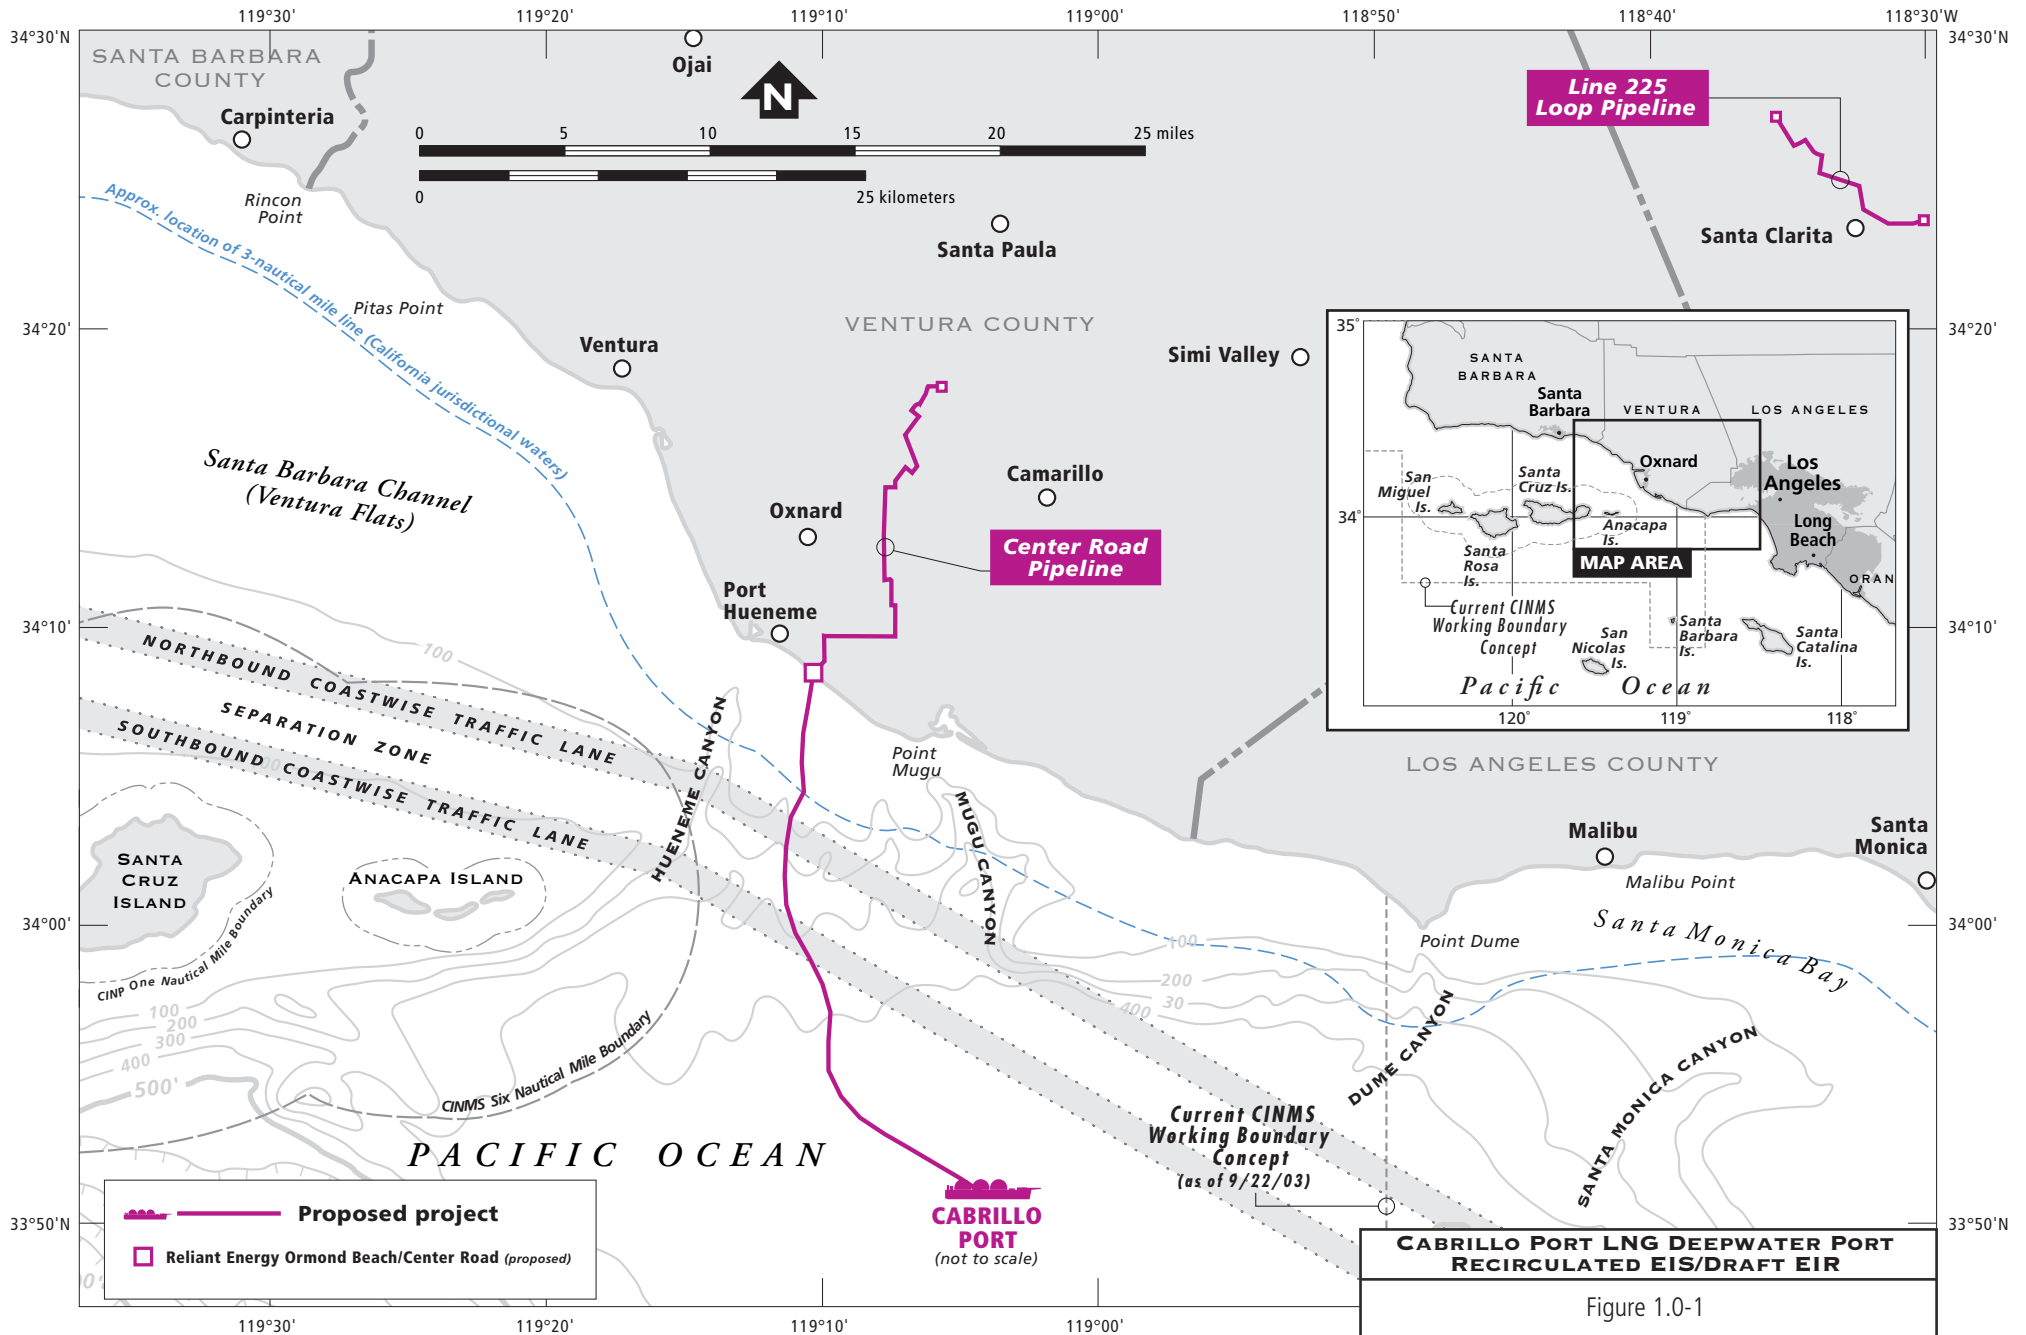 119°30'
119°20'
119°10'
119°00'
118°50'
118°40'
118°30'W
34°30'N
34°30'N
SANTA BARBARA
COUNTY
Ojai
N
Carpinteria
0
5
10
15
20
25 miles
0
25 kilometers
Line 225
Loop Pipeline
Rincon
Point
Approx. location of 3-nautical mile line (California jurisdictional waters)
Santa Paula
Santa Clarita
Pitas Point
VENTURA COUNTY
34°20'
34°20'
Ventura
Simi Valley
35°
SANTA
BARBARA
Santa
Barbara
VENTURA
LOS ANGELES
Oxnard
Los
Angeles
San
Miguel
Is.
Santa
Cruz Is.
34°
Anacapa
Is.
Long
Beach
Santa
Rosa
Is.
MAP AREA
ORAN
Current CINMS
Working Boundary
Concept
San
Nicolas
Is.
Santa
Barbara
Is.
Santa
Catalina
Is.
Pacific Ocean
120°
119°
118°
Santa Barbara Channel
(Ventura Flats)
Camarillo
Oxnard
Center Road
Pipeline
Port
Hueneme
34°10'
34°10'
100
NORTHBOUND COASTWISE TRAFFIC LANE
SEPARATION ZONE
SOUTHBOUND COASTWISE TRAFFIC LANE
HUENEME CANYON
Point
Mugu
MUGU CANYON
LOS ANGELES COUNTY
Malibu
Santa
Monica
Malibu Point
SANTA
CRUZ
ISLAND
ANACAPA ISLAND
CINP One Nautical Mile Boundary
34°00'
34°00'
Point Dume
Santa Monica Bay
100
200
30
400
100
200
300
400
500'
CINMS Six Nautical Mile Boundary
DUME CANYON
SANTA MONICA CANYON
PACIFIC OCEAN
Current CINMS
Working Boundary
Concept
(as of 9/22/03)
CABRILLO
PORT
(not to scale)
33°50'N
33°50'N
Proposed project
Reliant Energy Ormond Beach/Center Road (proposed)
CABRILLO PORT LNG DEEPWATER PORT
RECIRCULATED EIS/DRAFT EIR
Figure 1.0-1
119°30'
119°20'
119°10'
119°00'